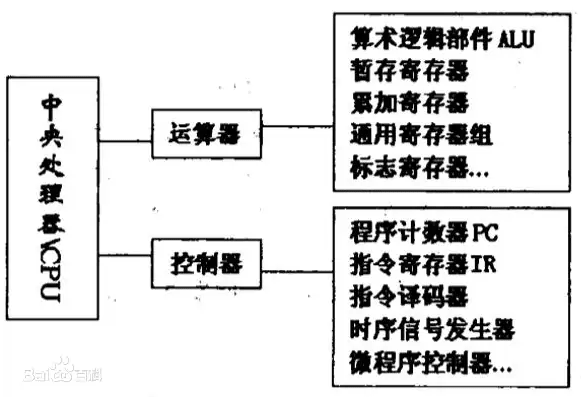 中央处理器\CPU
运算器
算术逻辑部件ALU
暂存寄存器
累加寄存器
通用寄存器组
标志寄存器...
控制器
程序计数器PC
指令寄存器IR
指令译码器
时序信号发生器
微程序控制器...
Baidu百科